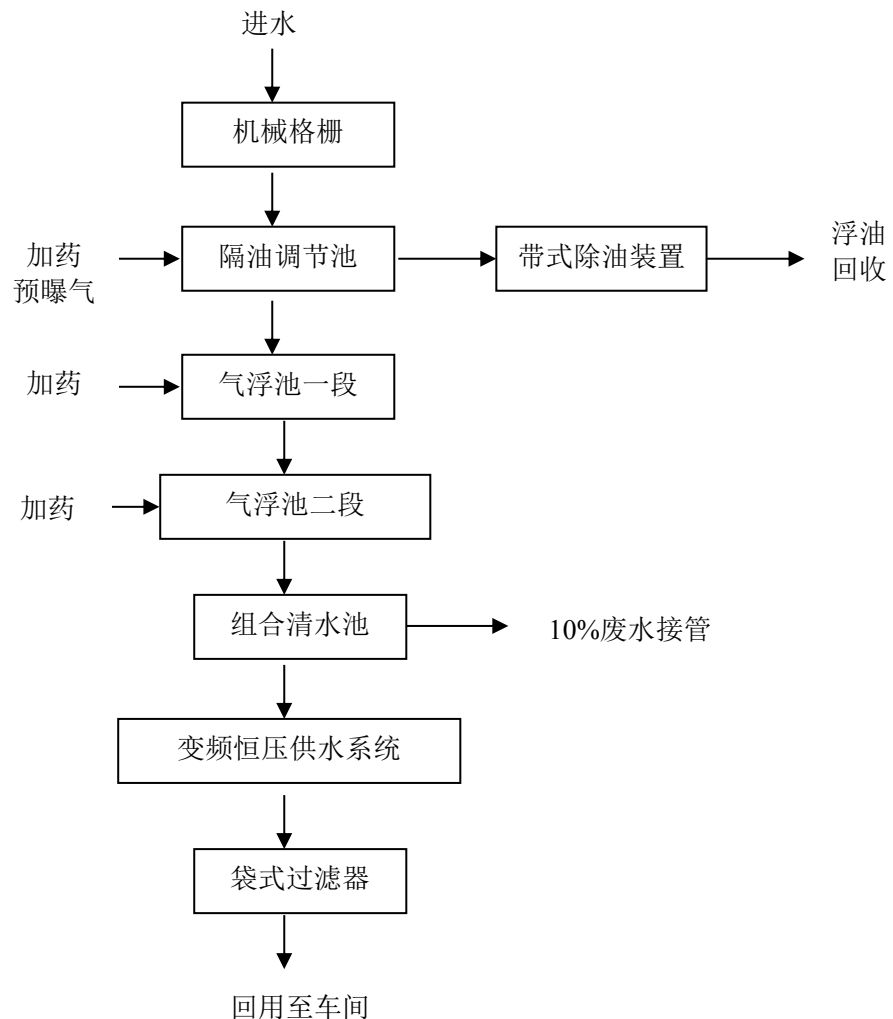 进水
机械格栅
加药
预曝气
隔油调节池
带式除油装置
浮油
回收
加药
气浮池一段
加药
气浮池二段
组合清水池
10%废水接管
变频恒压供水系统
袋式过滤器
回用至车间